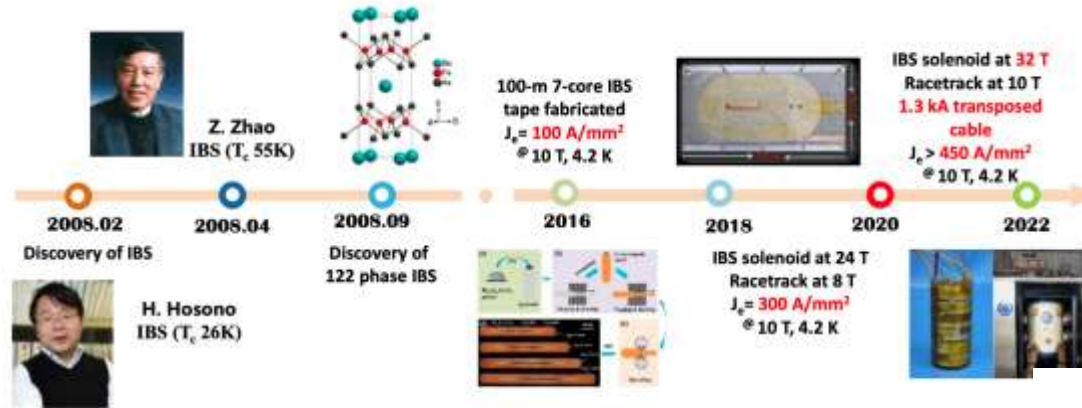 Z. Zhao
IBS (Tc 55K)
100-m 7-core IBS
tape fabricated
Je= 100 A/mm²
@ 10 T, 4.2 K
IBS solenoid at 32 T
Racetrack at 10 T
1.3 kA transposed
cable
Je > 450 A/mm²
@ 10 T, 4.2 K
2008.02
2008.04
2008.09
2016
2018
2020
2022
Discovery of IBS
Discovery of
122 phase IBS
IBS solenoid at 24 T
Racetrack at 8 T
Je= 300 A/mm²
@ 10 T, 4.2 K
H. Hosono
IBS (Tc 26K)